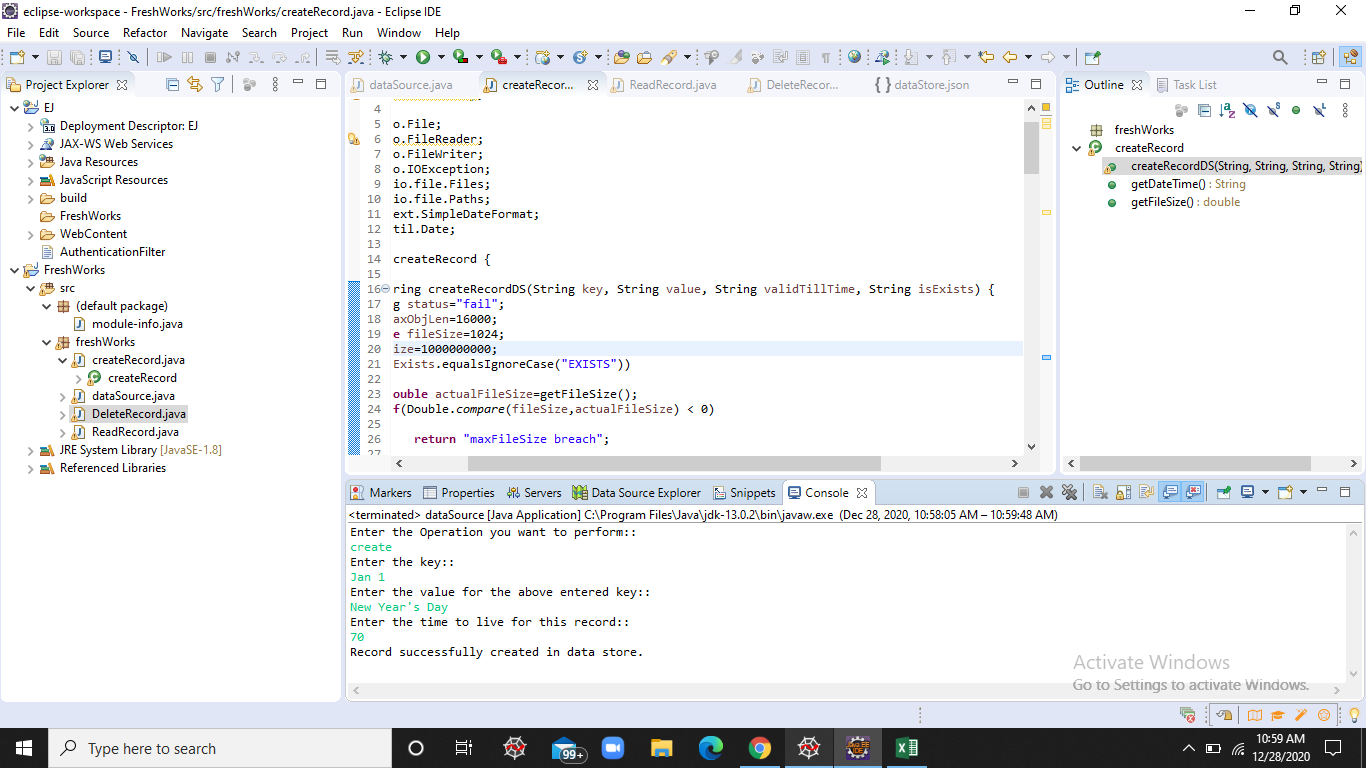 eclipse-workspace - FreshWorks/src/freshWorks/createRecord.java - Eclipse IDE
File Edit Source Refactor Navigate Search Project Run Window Help
Project Explorer
EJ
Deployment Descriptor: EJ
JAX-WS Web Services
Java Resources
JavaScript Resources
build
FreshWorks
WebContent
AuthenticationFilter
FreshWorks
src
(default package)
module-info.java
freshWorks
createRecord.java
createRecord
dataSource.java
DeleteRecord.java
ReadRecord.java
JRE System Library [JavaSE-1.8]
Referenced Libraries
dataSource.java createRecor... ReadRecord.java DeleteRecor... dataStore.json
4
5 o.File;
6 o.FileReader;
7 o.FileWriter;
8 o.IOException;
9 io.file.Files;
10 io.file.Paths;
11 ext.SimpleDateFormat;
12 til.Date;
13
14 createRecord {
15
16 ring createRecordDS(String key, String value, String validTillTime, String isExists) {
17 g status="fail";
18 axObjLen=16000;
19 e fileSize=1024;
20 ize=1000000000;
21 Exists.equalsIgnoreCase("EXISTS"))
22
23 ouble actualFileSize=getFileSize();
24 f(Double.compare(fileSize,actualFileSize) < 0)
25
26 return "maxFileSize breach";
27
Outline Task List
freshWorks
createRecord
createRecordDS(String, String, String, String)
getDateTime() : String
getFileSize() : double
Markers Properties Servers Data Source Explorer Snippets Console
<terminated> dataSource [Java Application] C:\Program Files\Java\jdk-13.0.2\bin\javaw.exe (Dec 28, 2020, 10:58:05 AM – 10:59:48 AM)
Enter the Operation you want to perform::
create
Enter the key::
Jan 1
Enter the value for the above entered key::
New Year's Day
Enter the time to live for this record::
70
Record successfully created in data store.
Activate Windows
Go to Settings to activate Windows.
Type here to search
99+
10:59 AM
12/28/2020